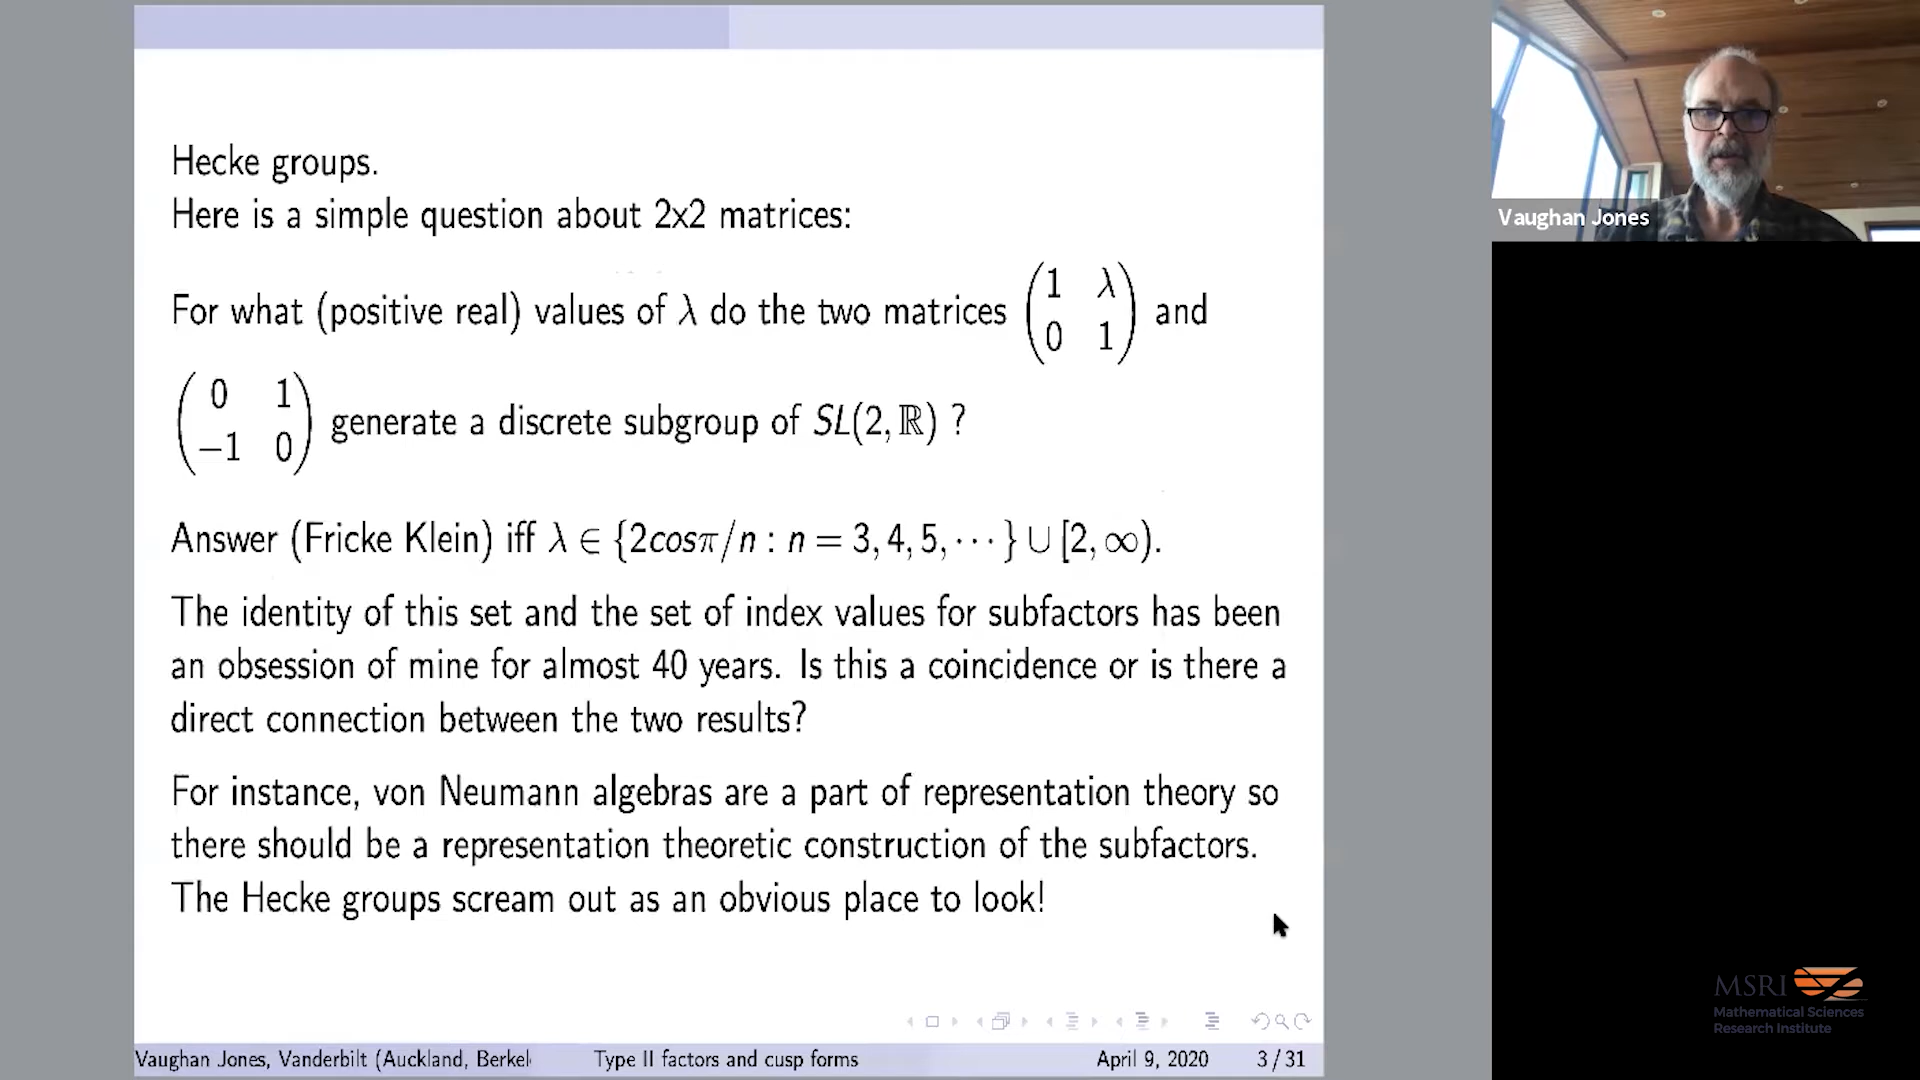 Hecke groups.
Here is a simple question about 2x2 matrices:
For what (positive real) values of λ do the two matrices (1 λ
0 1) and
(0 1
−1 0) generate a discrete subgroup of SL(2, ℝ) ?
Answer (Fricke Klein) iff λ ∈ {2cosπ/n : n = 3, 4, 5, ⋯ } ∪ [2, ∞).
The identity of this set and the set of index values for subfactors has been
an obsession of mine for almost 40 years. Is this a coincidence or is there a
direct connection between the two results?
For instance, von Neumann algebras are a part of representation theory so
there should be a representation theoretic construction of the subfactors.
The Hecke groups scream out as an obvious place to look!
Vaughan Jones, Vanderbilt (Auckland, Berkel
Type II factors and cusp forms
April 9, 2020
3 / 31
Vaughan Jones
MSRI
Mathematical Sciences
Research Institute